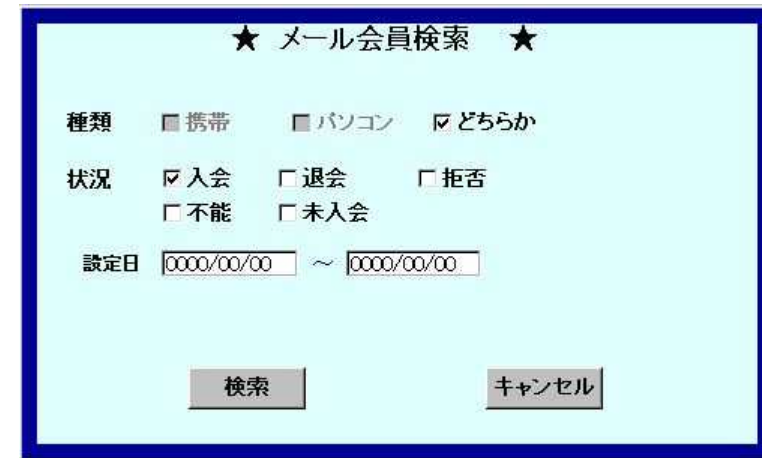 ★ メール会員検索 ★
種類 携帯 パソコン どちらか
状況 入会 退会 拒否
不能 未入会
設定日 0000/00/00 ～ 0000/00/00
検索 キャンセル